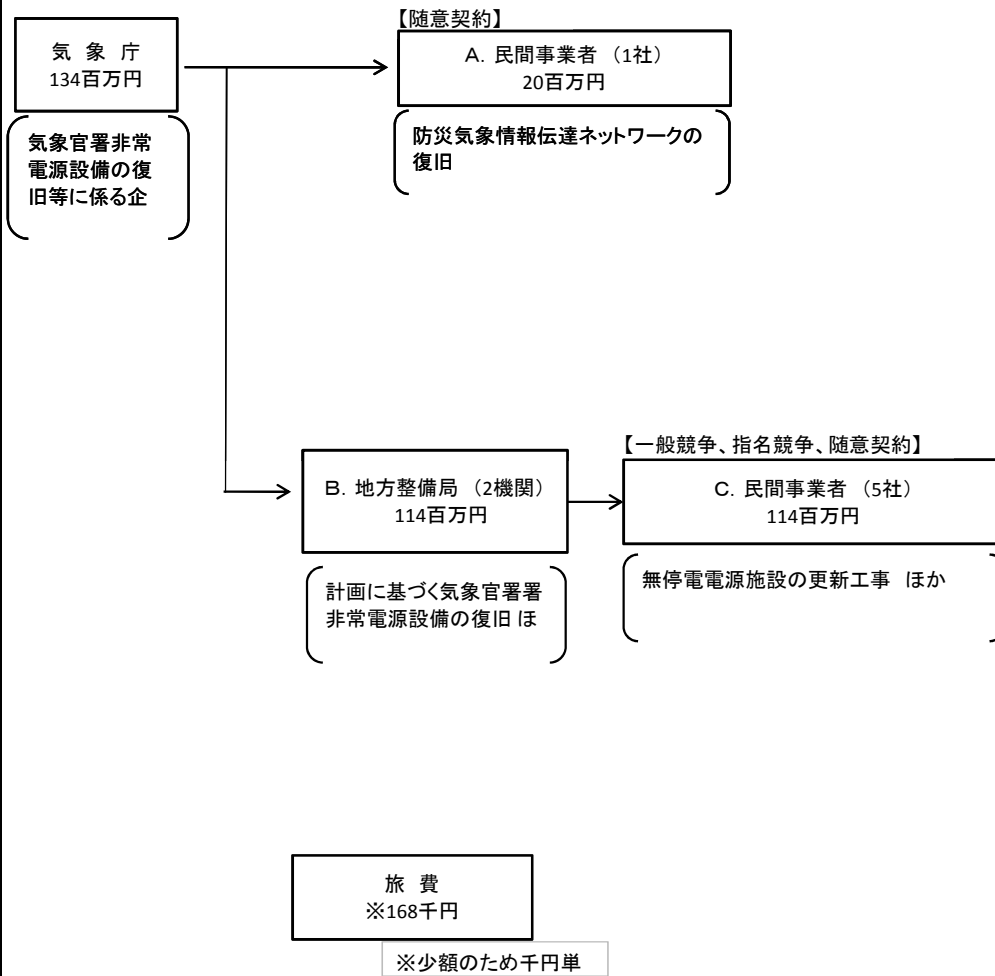 気 象 庁
134百万円
気象官署非常
電源設備の復
旧等に係る企
【随意契約】
A. 民間事業者 (1社)
20百万円
防災気象情報伝達ネットワークの
復旧
B. 地方整備局 (2機関)
114百万円
計画に基づく気象官署署
非常電源設備の復旧 ほ
【一般競争、指名競争、随意契約】
C. 民間事業者 (5社)
114百万円
無停電電源施設の更新工事 ほか
旅 費
※168千円
※少額のため千円単